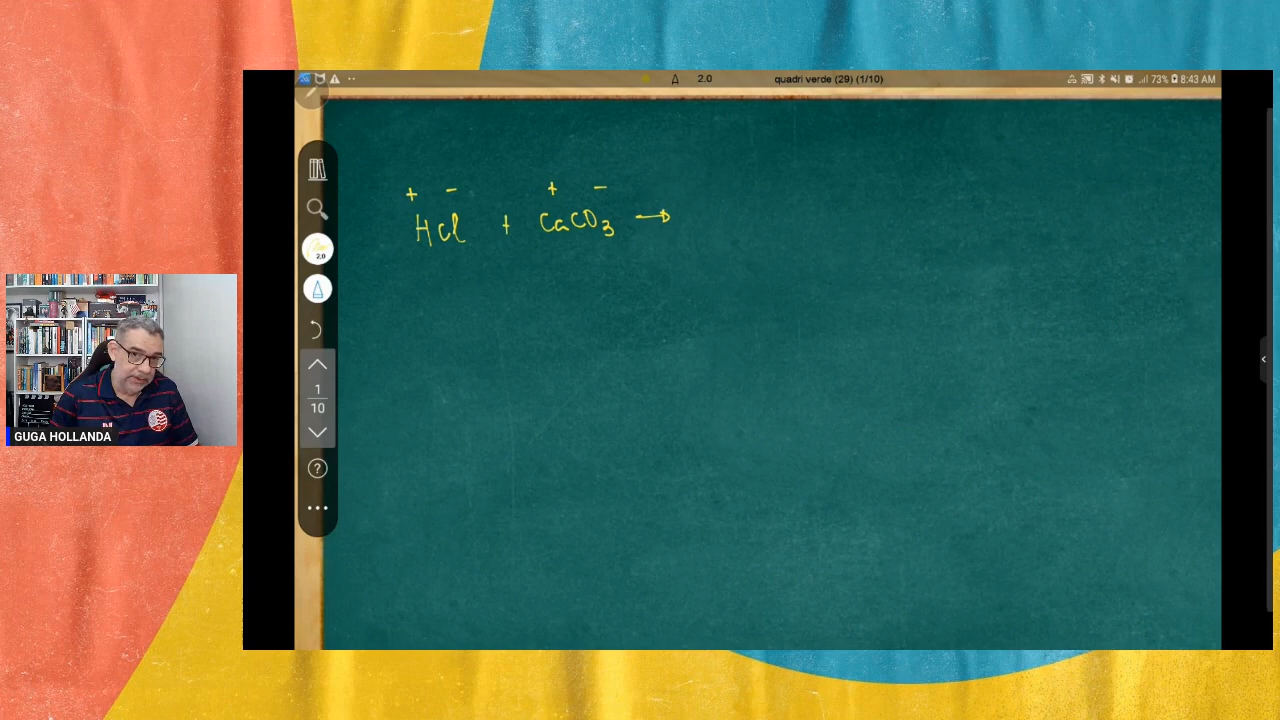 2.0 quadri verde (29) (1/10) 73% 8:43 AM
+ - + -
HCl + CaCO3 →
2,0
1
10
?
GUGA HOLLANDA